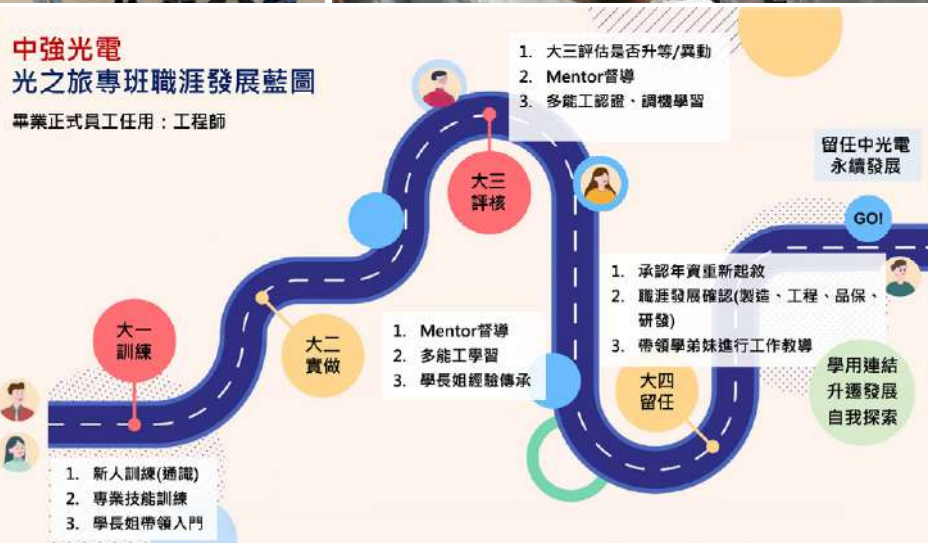 中強光電
光之旅專班職涯發展藍圖
畢業正式員工任用：工程師
大一
訓練
1. 新人訓練(通識)
2. 專業技能訓練
3. 學長姐帶領入門
大二
實做
1. Mentor督導
2. 多能工學習
3. 學長姐經驗傳承
大三
評核
1. 大三評估是否升等/異動
2. Mentor督導
3. 多能工認證、調機學習
大四
留任
1. 承認年資重新起敘
2. 職涯發展確認(製造、工程、品保、
研發)
3. 帶領學弟妹進行工作教導
留任中光電
永續發展
GO!
學用連結
升遷發展
自我探索